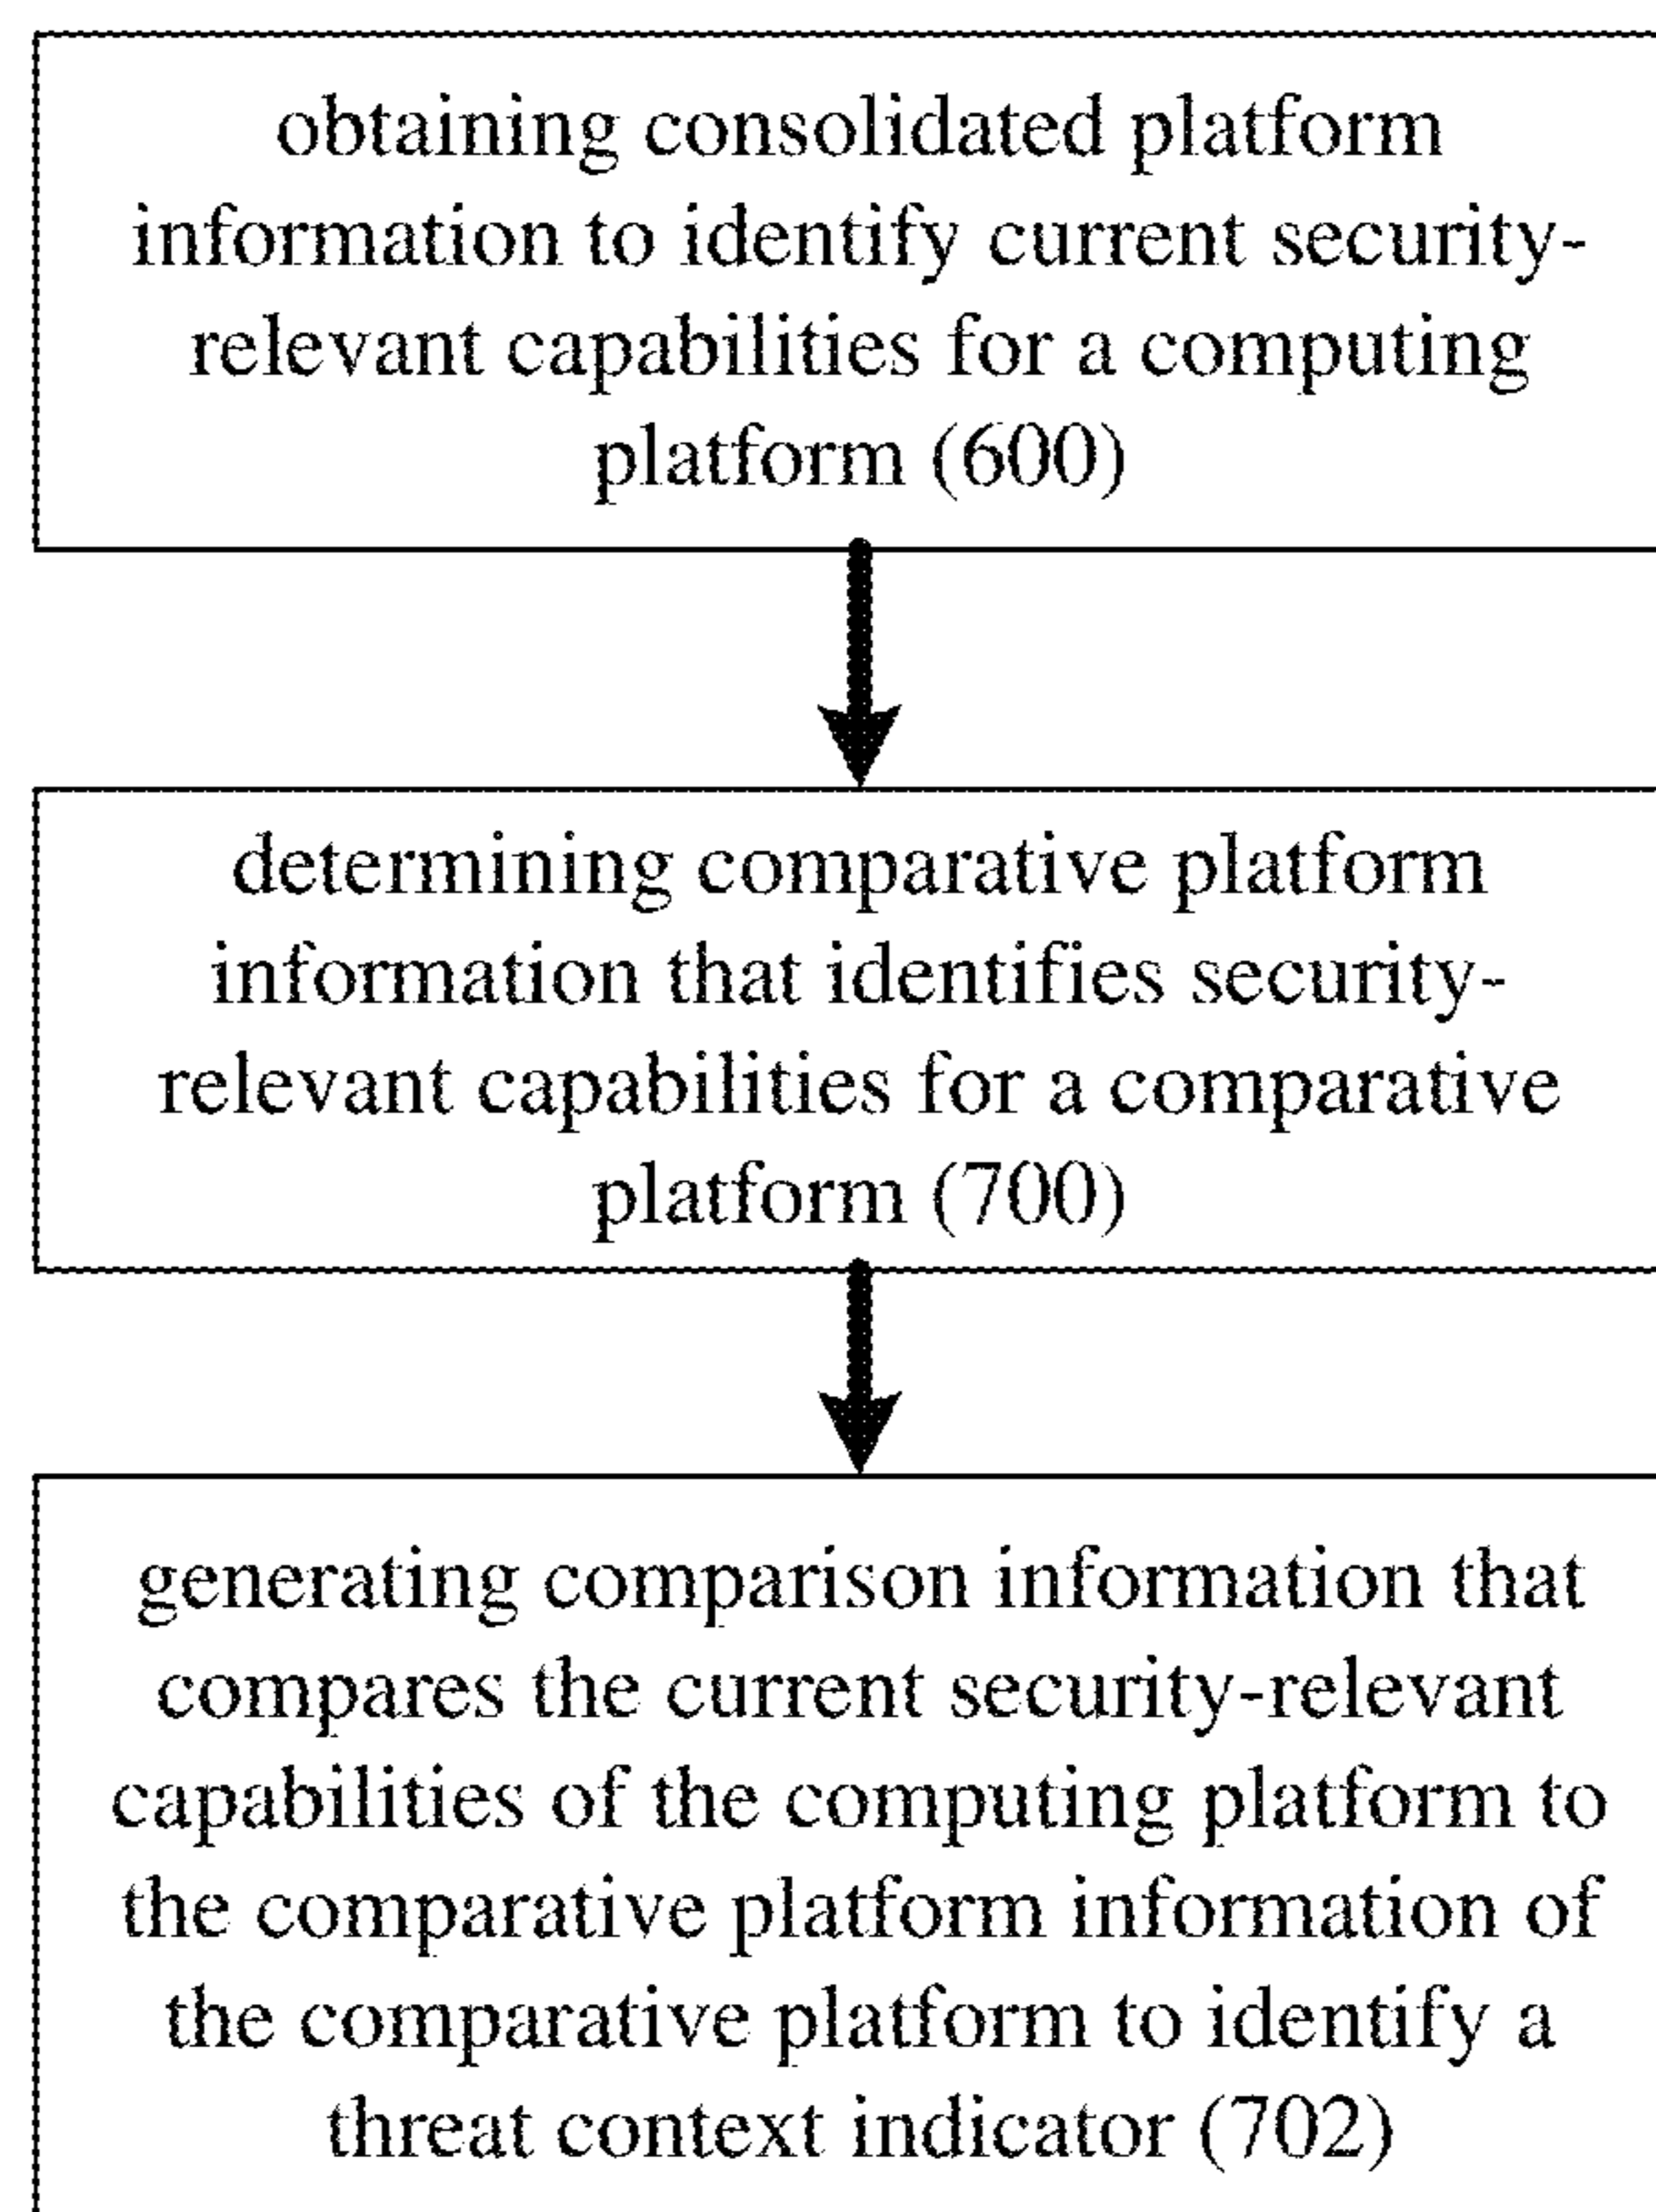 obtaining consolidated platform
information to identify current security-
relevant capabilities for a computing
platform (600)
determining comparative platform
information that identifies security-
relevant capabilities for a comparative
platform (700)
generating comparison information that
compares the current security-relevant
capabilities of the computing platform to
the comparative platform information of
the comparative platform to identify a
threat context indicator (702)